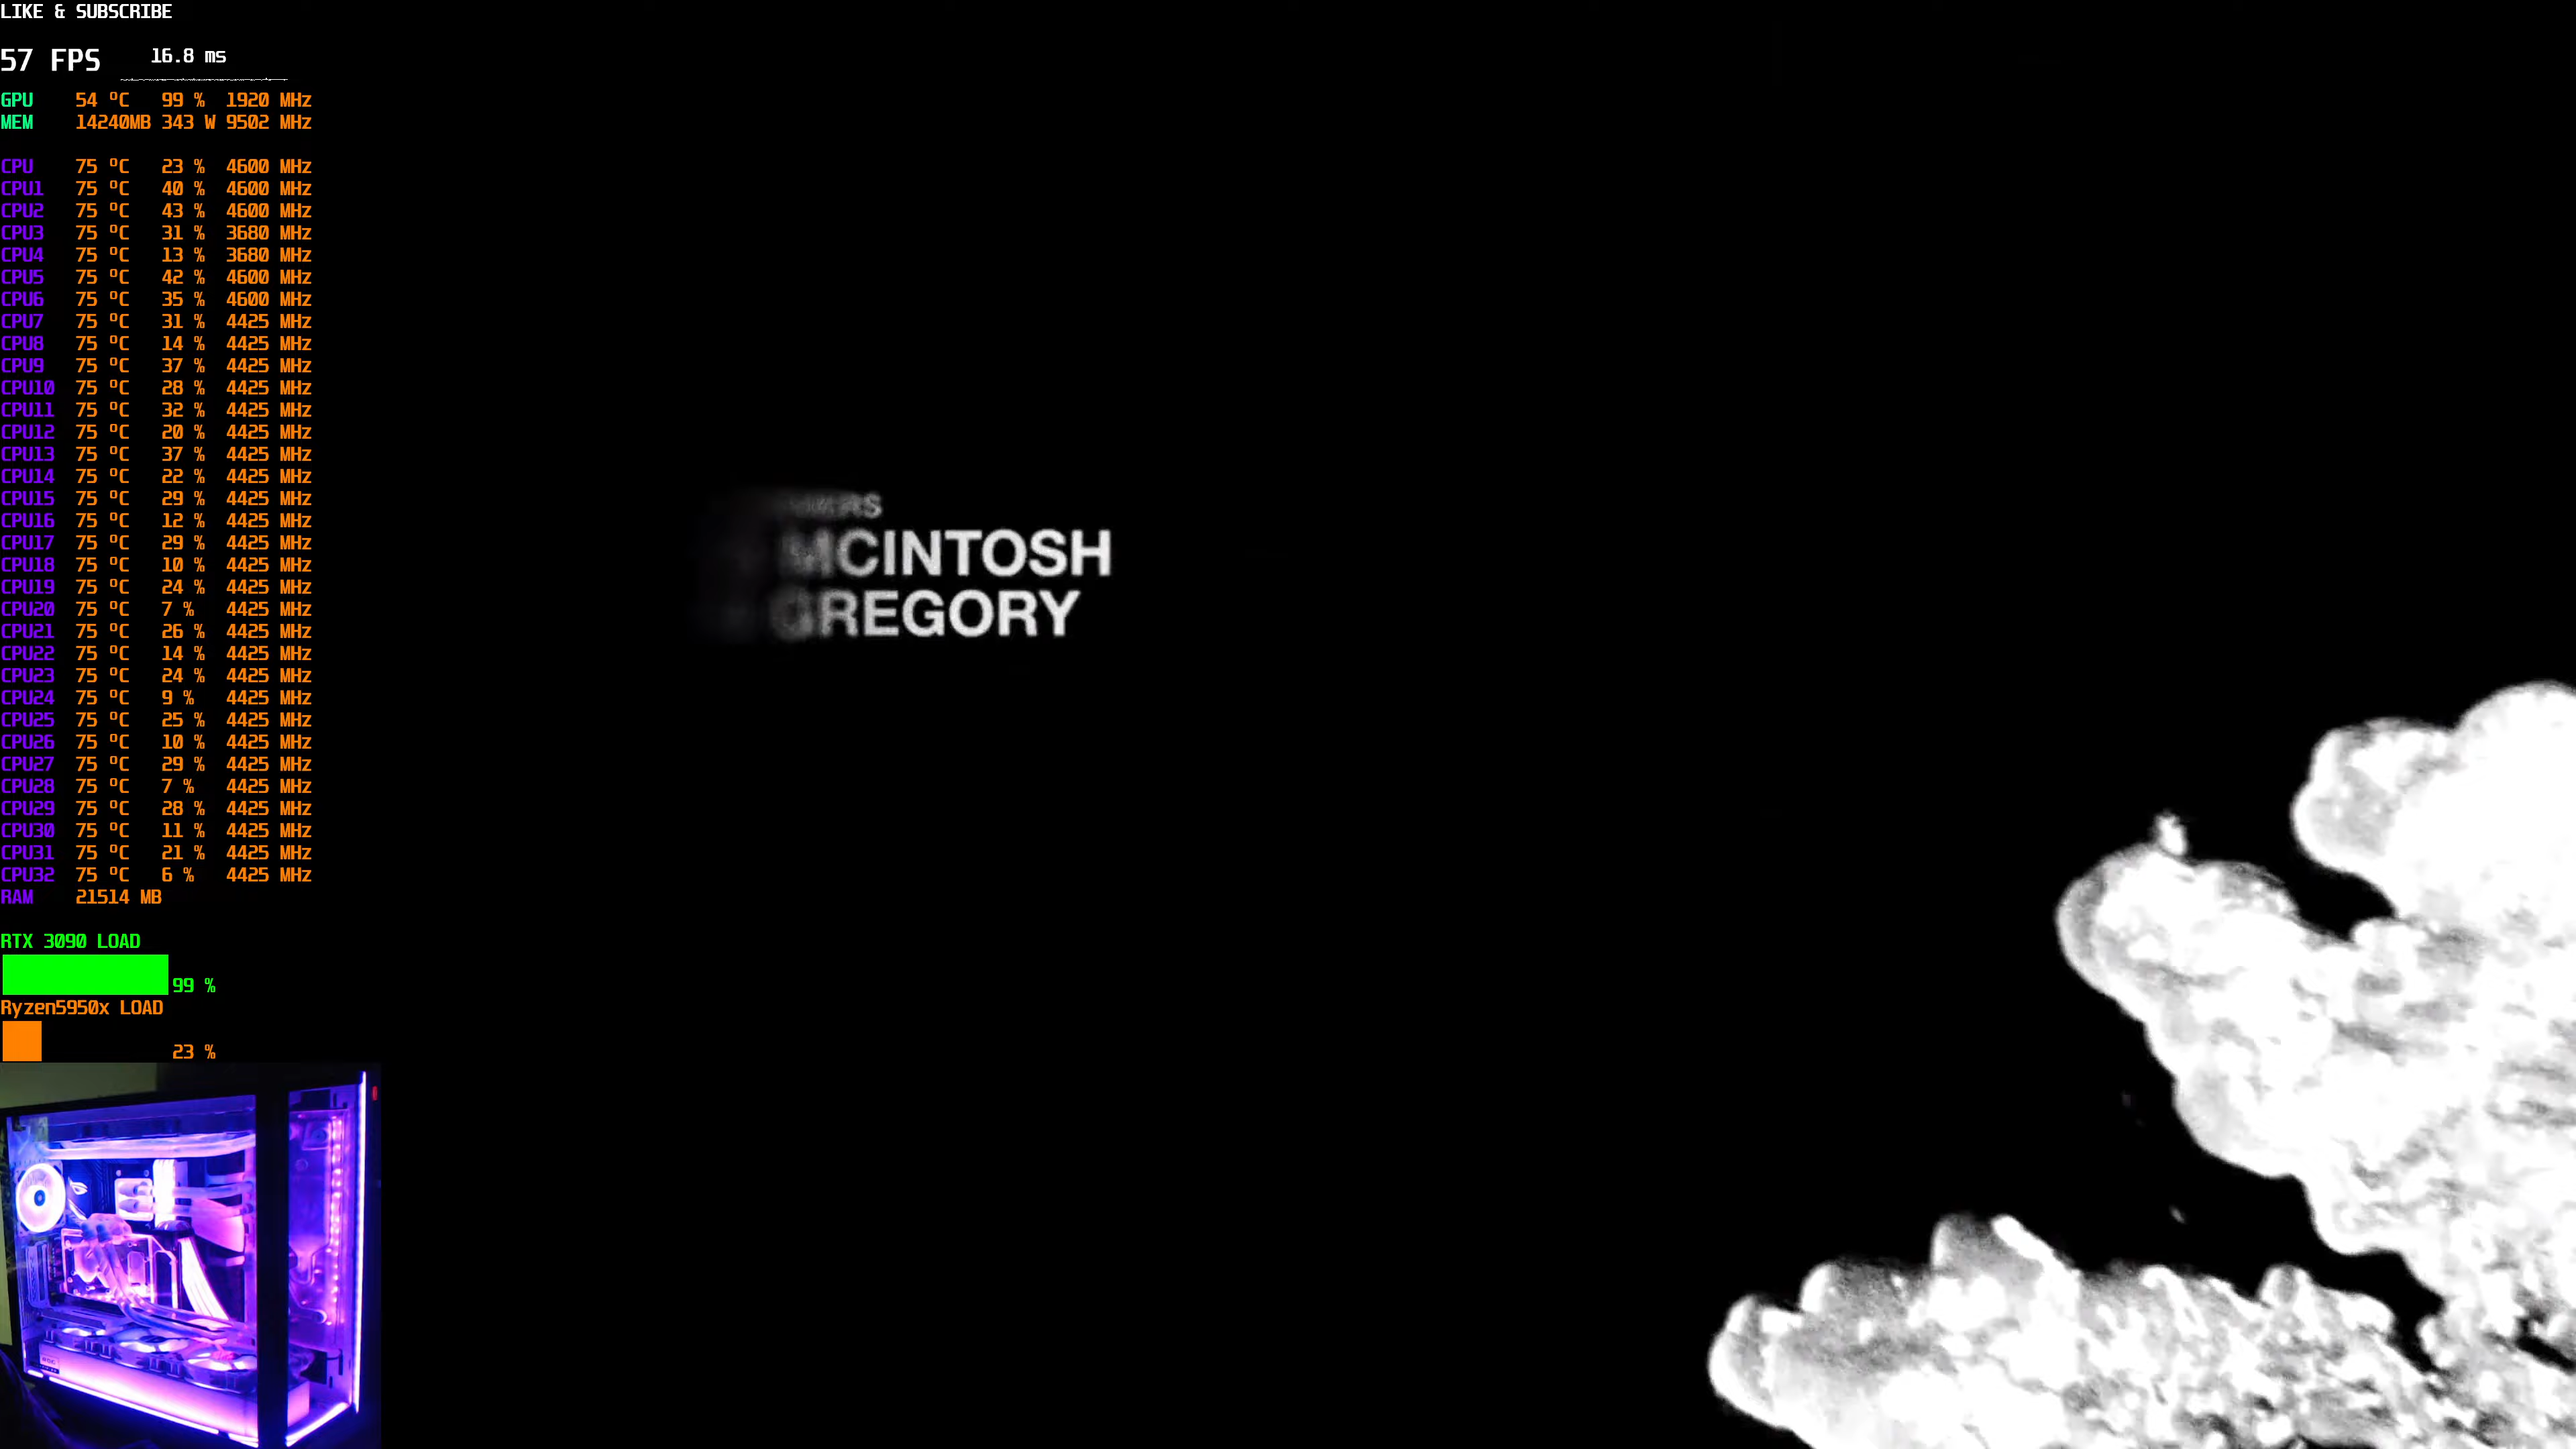 LIKE & SUBSCRIBE
57 FPS 16.8 ms
GPU 54 °C 99 % 1920 MHz
MEM 14240MB 343 W 9502 MHz
CPU 75 °C 23 % 4600 MHz
CPU1 75 °C 40 % 4600 MHz
CPU2 75 °C 43 % 4600 MHz
CPU3 75 °C 31 % 3680 MHz
CPU4 75 °C 13 % 3680 MHz
CPU5 75 °C 42 % 4600 MHz
CPU6 75 °C 35 % 4600 MHz
CPU7 75 °C 31 % 4425 MHz
CPU8 75 °C 14 % 4425 MHz
CPU9 75 °C 37 % 4425 MHz
CPU10 75 °C 28 % 4425 MHz
CPU11 75 °C 32 % 4425 MHz
CPU12 75 °C 20 % 4425 MHz
CPU13 75 °C 37 % 4425 MHz
CPU14 75 °C 22 % 4425 MHz
CPU15 75 °C 29 % 4425 MHz
CPU16 75 °C 12 % 4425 MHz
CPU17 75 °C 29 % 4425 MHz
CPU18 75 °C 10 % 4425 MHz
CPU19 75 °C 24 % 4425 MHz
CPU20 75 °C 7 % 4425 MHz
CPU21 75 °C 26 % 4425 MHz
CPU22 75 °C 14 % 4425 MHz
CPU23 75 °C 24 % 4425 MHz
CPU24 75 °C 9 % 4425 MHz
CPU25 75 °C 25 % 4425 MHz
CPU26 75 °C 10 % 4425 MHz
CPU27 75 °C 29 % 4425 MHz
CPU28 75 °C 7 % 4425 MHz
CPU29 75 °C 28 % 4425 MHz
CPU30 75 °C 11 % 4425 MHz
CPU31 75 °C 21 % 4425 MHz
CPU32 75 °C 6 % 4425 MHz
RAM 21514 MB
RTX 3090 LOAD
99 %
Ryzen5950x LOAD
23 %
MCINTOSH
GREGORY